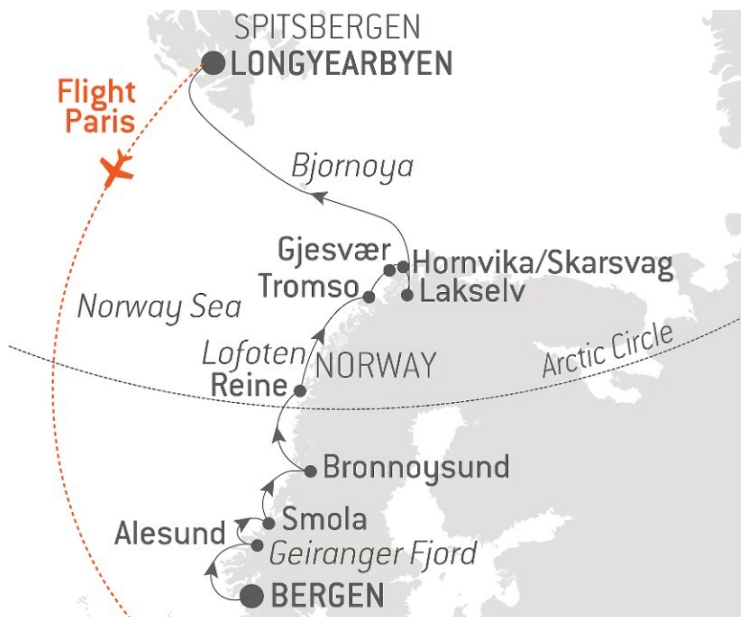 SPITSBERGEN
LONGYEARBYEN
Flight
Paris
Bjornoya
Gjesvær
Hornvika/Skarsvag
Tromso
Lakselv
Norway Sea
Lofoten
NORWAY
Arctic Circle
Reine
Bronnoysund
Smola
Alesund
Geiranger Fjord
BERGEN